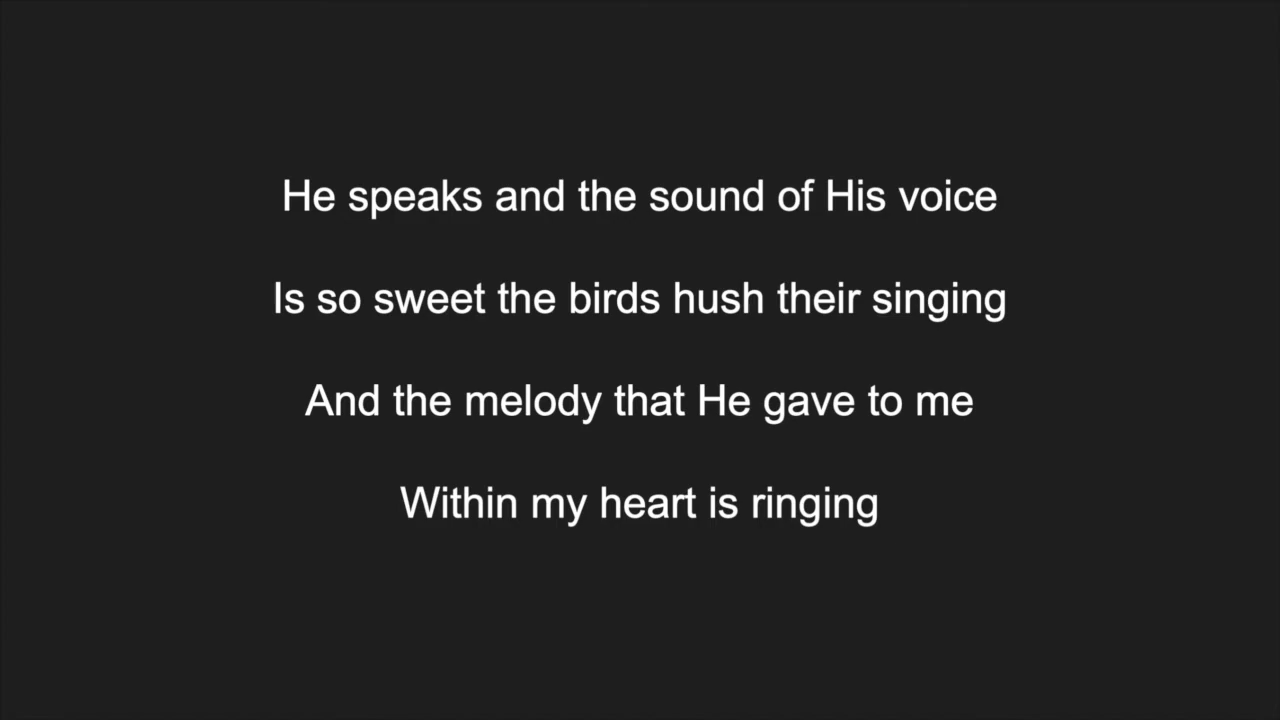 He speaks and the sound of His voice
Is so sweet the birds hush their singing
And the melody that He gave to me
Within my heart is ringing